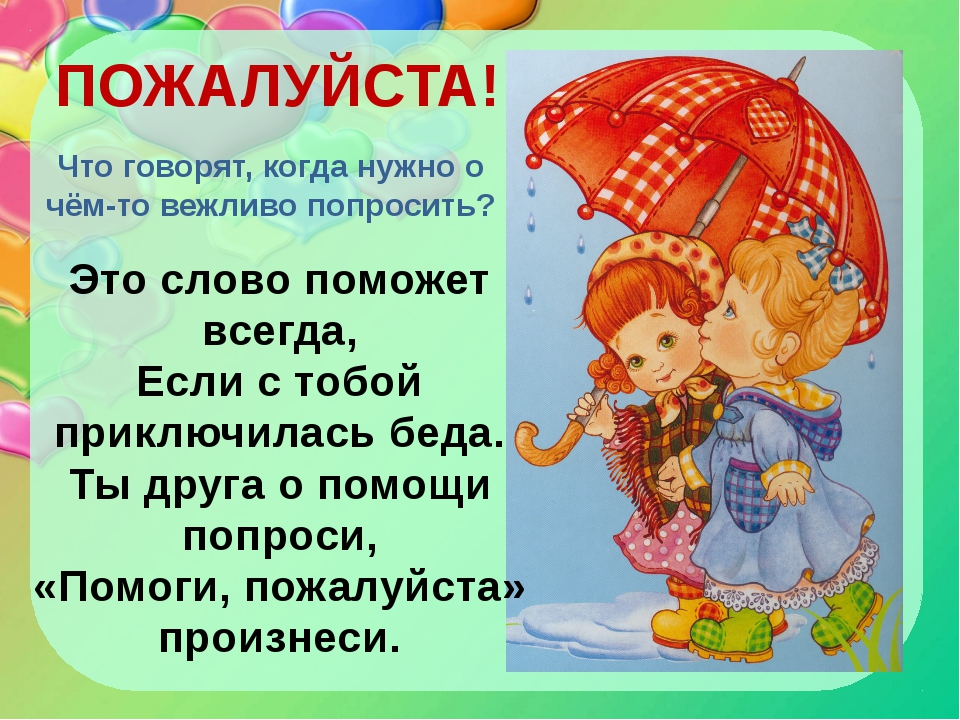 ПОЖАЛУЙСТА!
Что говорят, когда нужно о
чём-то вежливо попросить?
Это слово поможет
всегда,
Если с тобой
приключилась беда.
Ты друга о помощи
попроси,
«Помоги, пожалуйста»
произнеси.